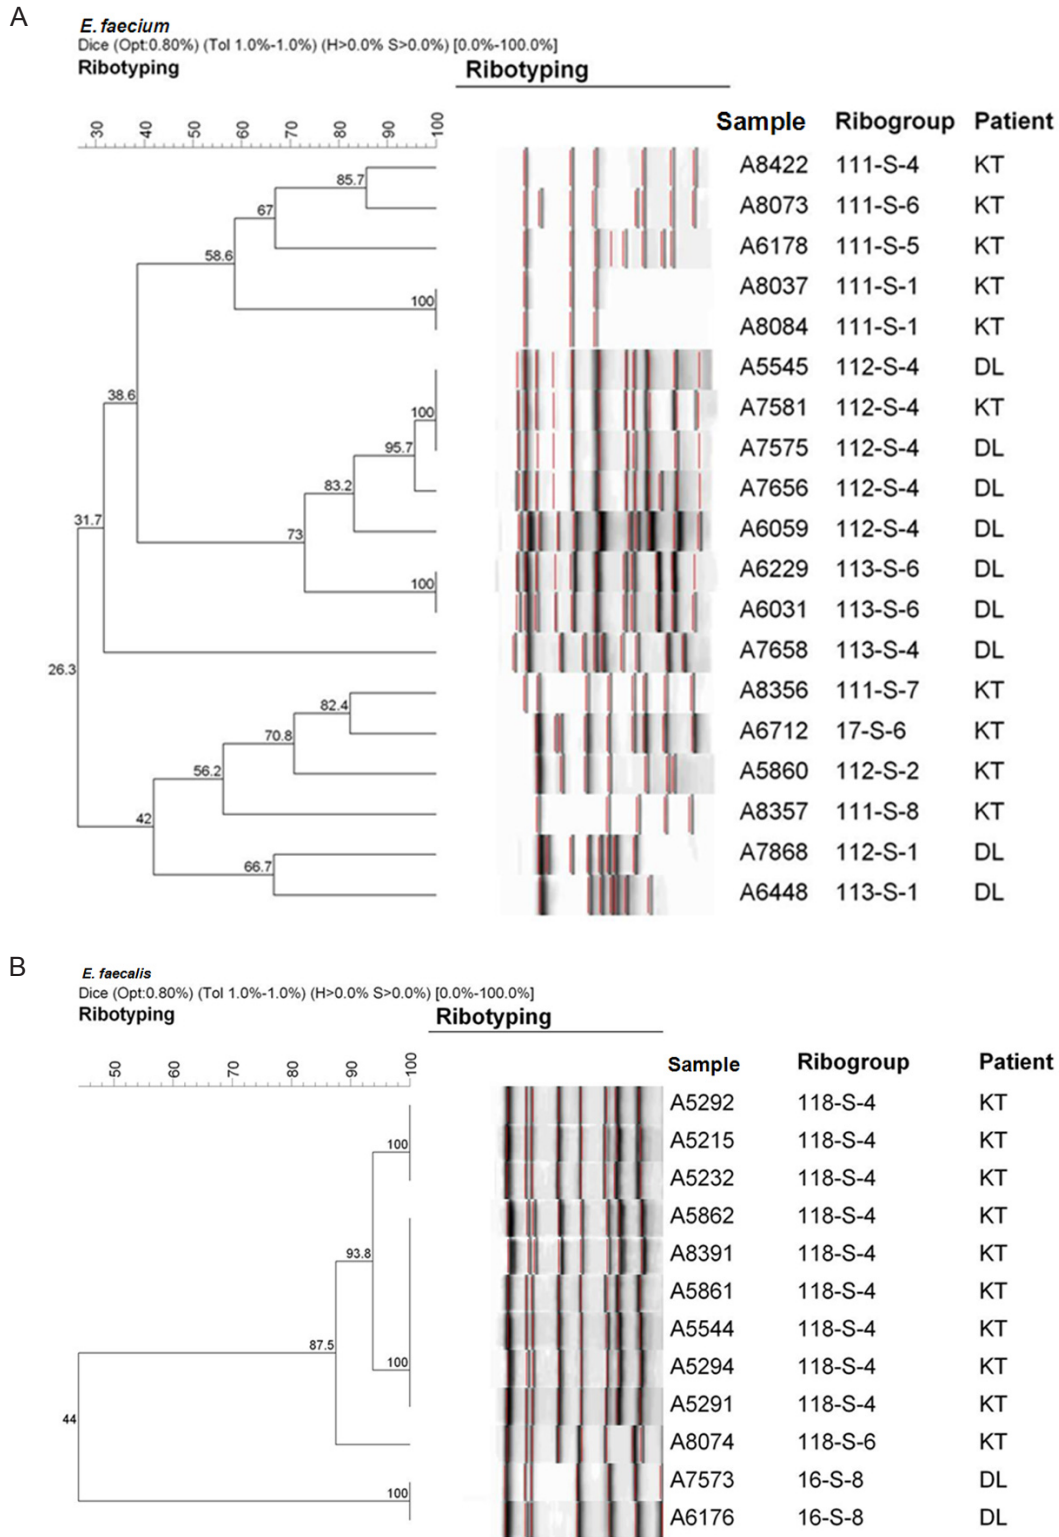 A
E. faecium
Dice (Opt:0.80%) (Tol 1.0%-1.0%) (H>0.0% S>0.0%) [0.0%-100.0%]
Ribotyping Ribotyping
30 40 50 60 70 80 90 100
Sample Ribogroup Patient
A8422 111-S-4 KT
85.7
A8073 111-S-6 KT
67
A6178 111-S-5 KT
58.6
A8037 111-S-1 KT
100
A8084 111-S-1 KT
A5545 112-S-4 DL
38.6
A7581 112-S-4 KT
100
A7575 112-S-4 DL
95.7
A7656 112-S-4 DL
83.2
31.7
A6059 112-S-4 DL
73
A6229 113-S-6 DL
100
A6031 113-S-6 DL
A7658 113-S-4 DL
26.3
A8356 111-S-7 KT
82.4
A6712 17-S-6 KT
70.8
A5860 112-S-2 KT
56.2
A8357 111-S-8 KT
42
A7868 112-S-1 DL
66.7
A6448 113-S-1 DL
B
E. faecalis
Dice (Opt:0.80%) (Tol 1.0%-1.0%) (H>0.0% S>0.0%) [0.0%-100.0%]
Ribotyping Ribotyping
50 60 70 80 90 100
Sample Ribogroup Patient
A5292 118-S-4 KT
100 A5215 118-S-4 KT
A5232 118-S-4 KT
A5862 118-S-4 KT
93.8 A8391 118-S-4 KT
A5861 118-S-4 KT
A5544 118-S-4 KT
87.5
100 A5294 118-S-4 KT
A5291 118-S-4 KT
44
A8074 118-S-6 KT
A7573 16-S-8 DL
100
A6176 16-S-8 DL